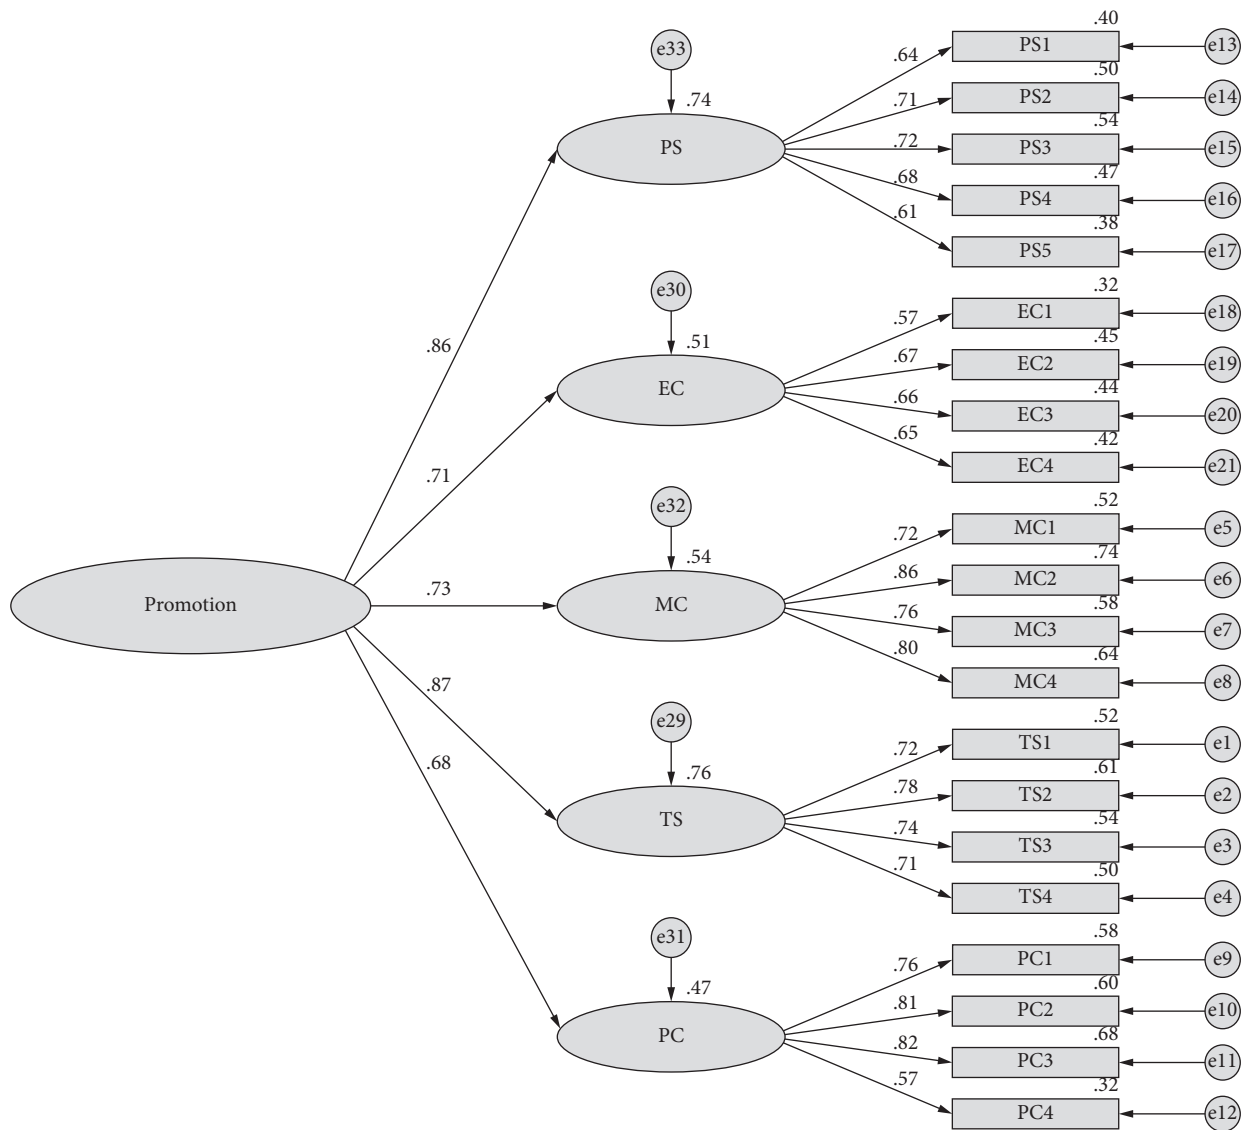 .40
e33
PS1
e13
.64
.50
.74
.71
PS2
e14
.54
PS
.72
PS3
e15
.47
.68
PS4
e16
.61
.38
PS5
e17
.86
e30
.32
.57
EC1
e18
.51
.45
.67
EC2
e19
EC
.44
.66
EC3
e20
.65
.42
EC4
e21
.71
e32
.52
.72
MC1
e5
.54
.74
.86
MC2
e6
Promotion
.73
MC
.58
.76
MC3
e7
.80
.64
MC4
e8
.87
e29
.52
.72
TS1
e1
.76
.61
.78
TS2
e2
TS
.54
.74
TS3
e3
.71
.50
TS4
e4
.68
e31
.58
.76
PC1
e9
.47
.60
.81
PC2
e10
PC
.68
.82
PC3
e11
.57
.32
PC4
e12